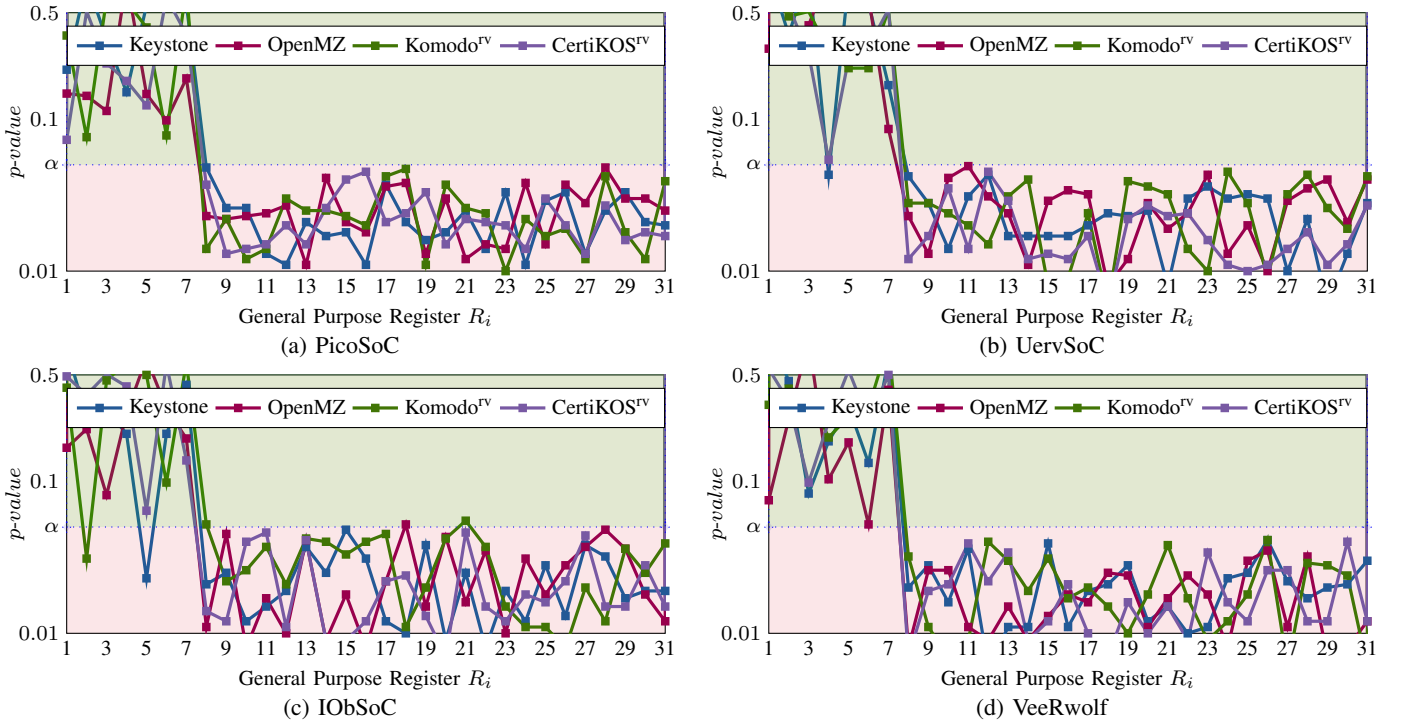 0.5
Keystone OpenMZ Komodo^rv CertiKOS^rv
0.1
α
0.01
p-value
1 3 5 7 9 11 13 15 17 19 21 23 25 27 29 31
General Purpose Register R_i
(a) PicoSoC
0.5
Keystone OpenMZ Komodo^rv CertiKOS^rv
0.1
α
0.01
p-value
1 3 5 7 9 11 13 15 17 19 21 23 25 27 29 31
General Purpose Register R_i
(b) UervSoC
0.5
Keystone OpenMZ Komodo^rv CertiKOS^rv
0.1
α
0.01
p-value
1 3 5 7 9 11 13 15 17 19 21 23 25 27 29 31
General Purpose Register R_i
(c) IObSoC
0.5
Keystone OpenMZ Komodo^rv CertiKOS^rv
0.1
α
0.01
p-value
1 3 5 7 9 11 13 15 17 19 21 23 25 27 29 31
General Purpose Register R_i
(d) VeeRwolf